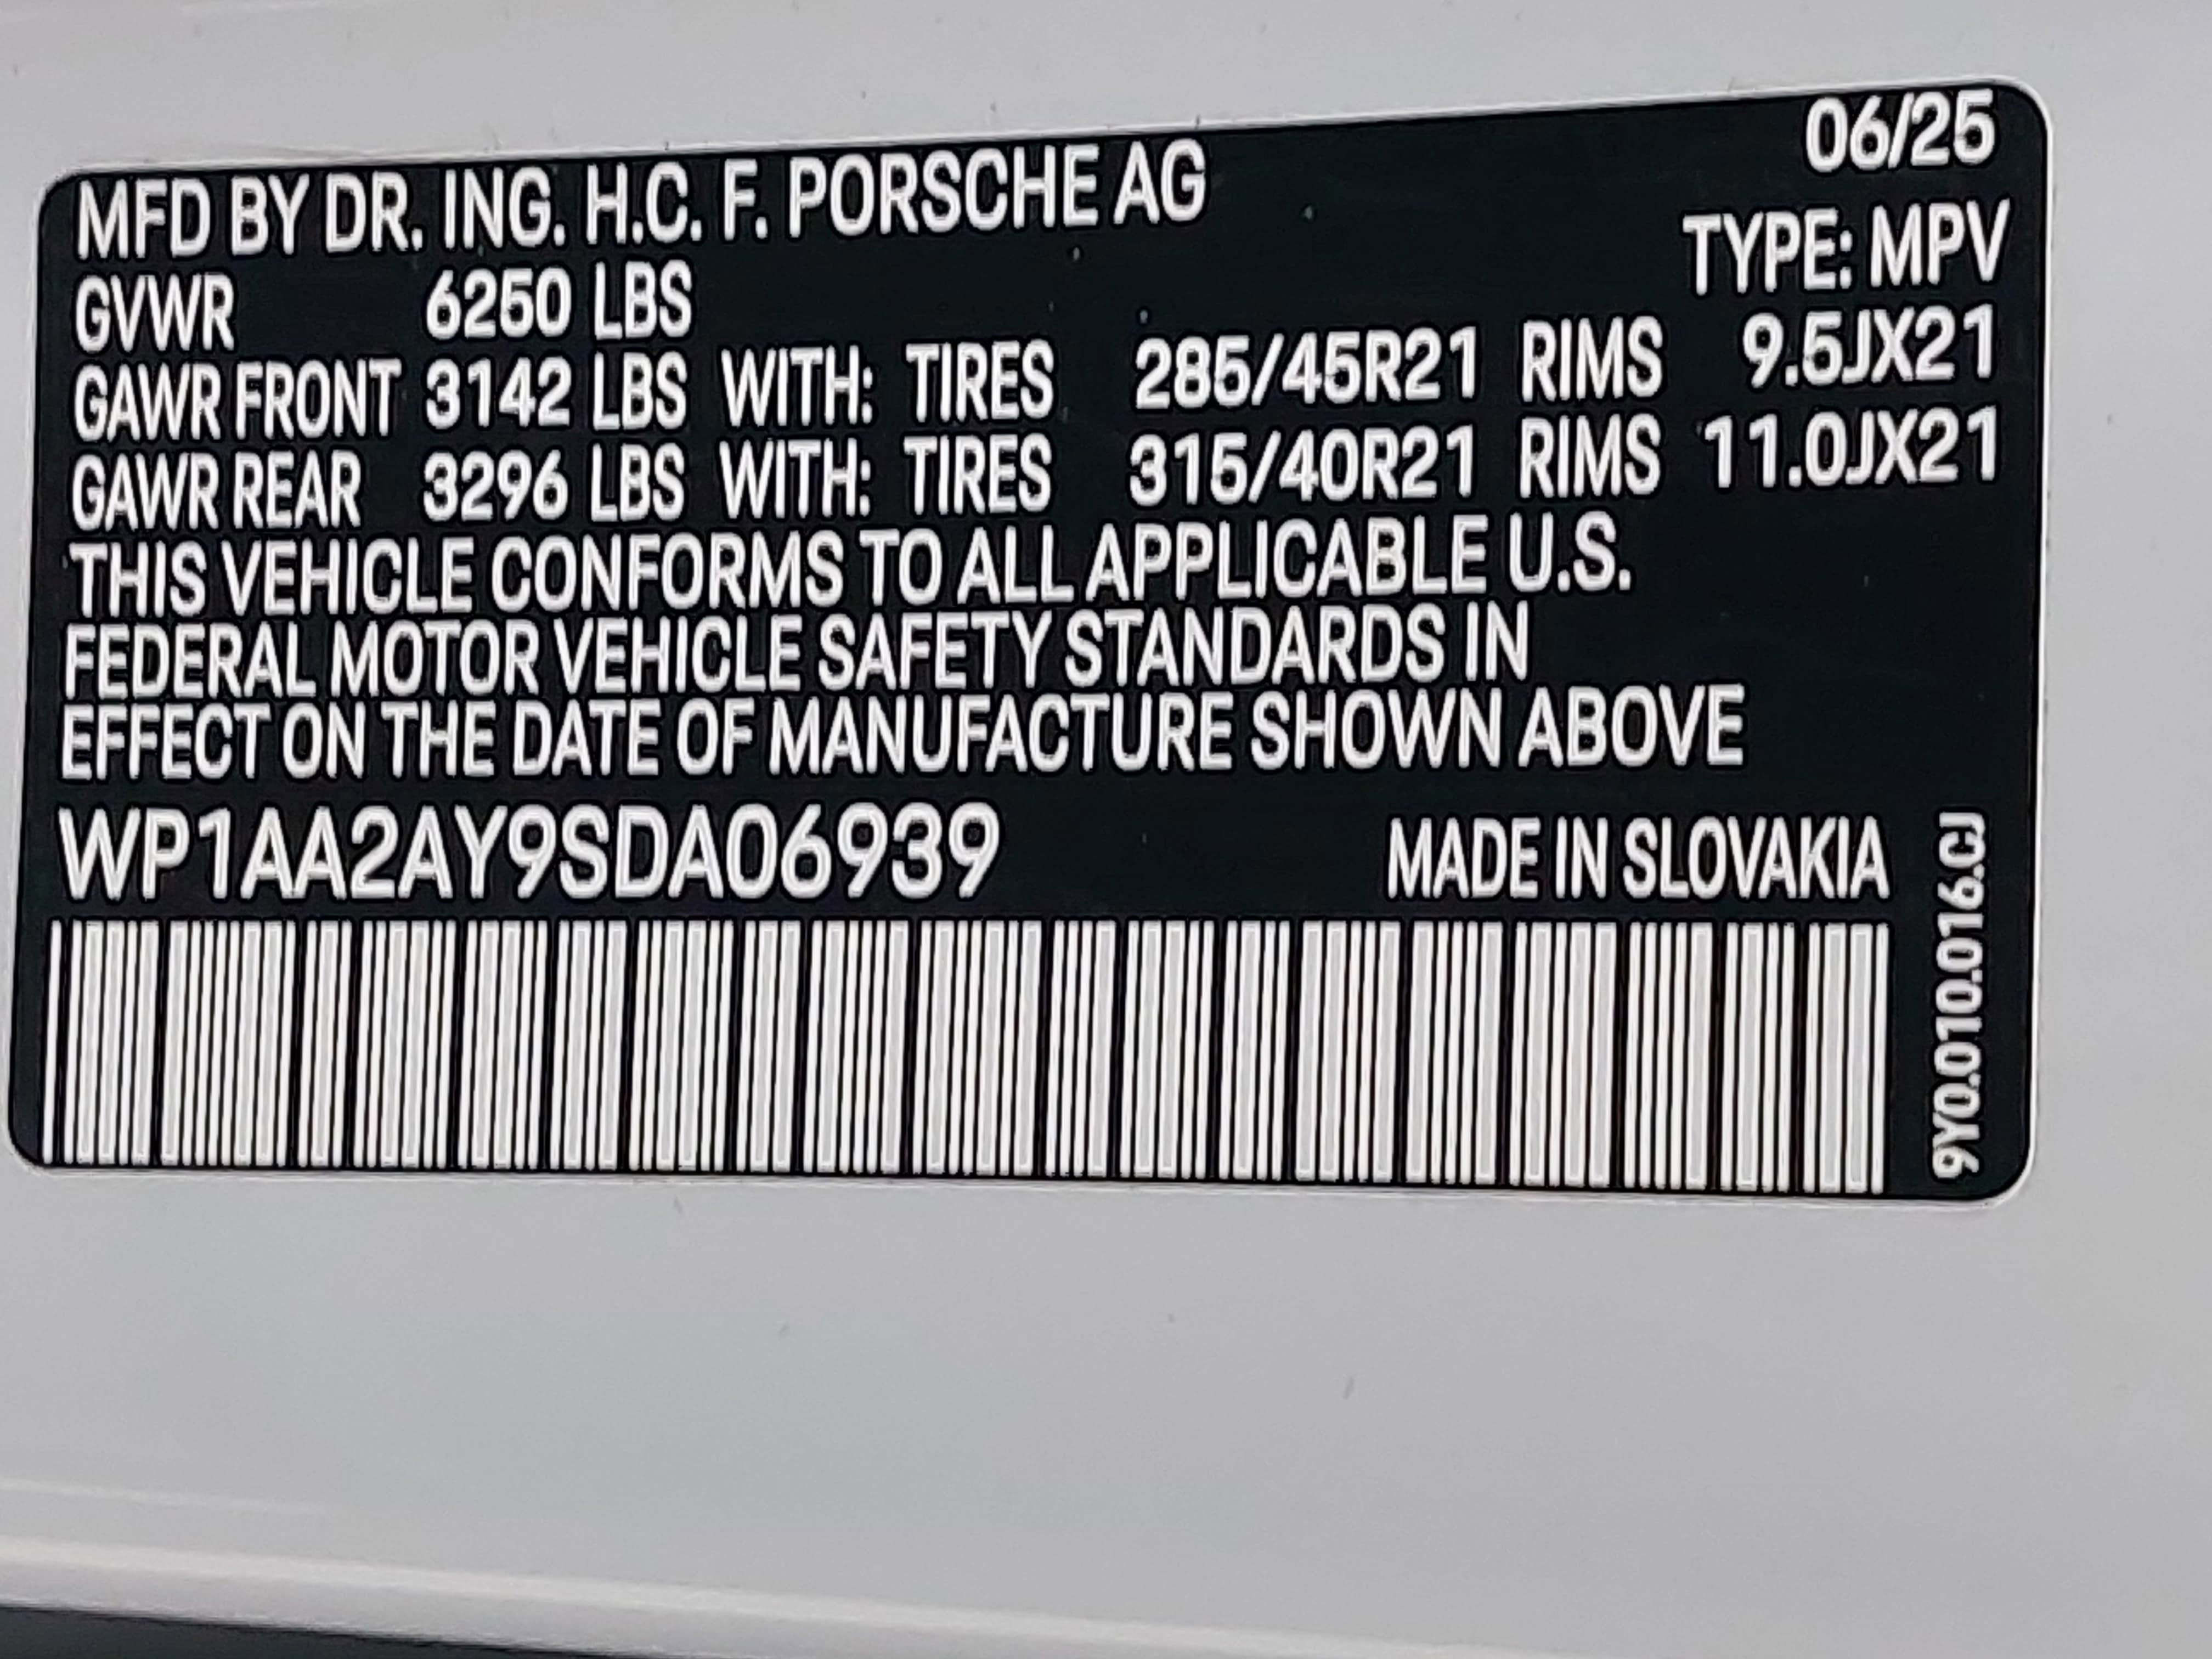 06/25
MFD BY DR. ING. H.C. F. PORSCHE AG
TYPE: MPV
GVWR 6250 LBS
GAWR FRONT 3142 LBS WITH: TIRES 285/45R21 RIMS 9.5JX21
GAWR REAR 3296 LBS WITH: TIRES 315/40R21 RIMS 11.0JX21
THIS VEHICLE CONFORMS TO ALL APPLICABLE U.S.
FEDERAL MOTOR VEHICLE SAFETY STANDARDS IN
EFFECT ON THE DATE OF MANUFACTURE SHOWN ABOVE
WP1AA2AY9SDA06939 MADE IN SLOVAKIA
9Y0.010.016.CJ